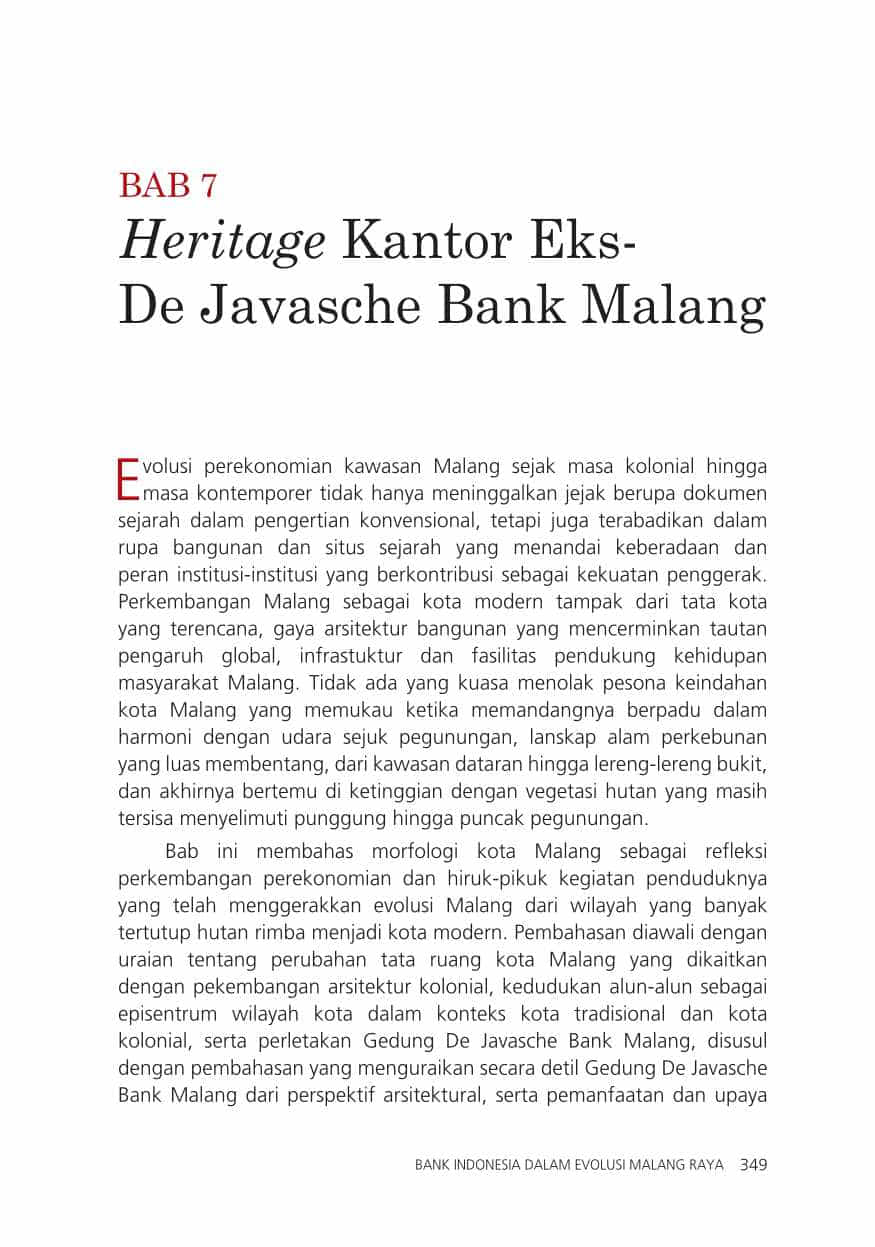 BAB 7
Heritage Kantor Eks-
De Javasche Bank Malang
Evolusi perekonomian kawasan Malang sejak masa kolonial hingga
masa kontemporer tidak hanya meninggalkan jejak berupa dokumen
sejarah dalam pengertian konvensional, tetapi juga terabadikan dalam
rupa bangunan dan situs sejarah yang menandai keberadaan dan
peran institusi-institusi yang berkontribusi sebagai kekuatan penggerak.
Perkembangan Malang sebagai kota modern tampak dari tata kota
yang terencana, gaya arsitektur bangunan yang mencerminkan tautan
pengaruh global, infrastuktur dan fasilitas pendukung kehidupan
masyarakat Malang. Tidak ada yang kuasa menolak pesona keindahan
kota Malang yang memukau ketika memandangnya berpadu dalam
harmoni dengan udara sejuk pegunungan, lanskap alam perkebunan
yang luas membentang, dari kawasan dataran hingga lereng-lereng bukit,
dan akhirnya bertemu di ketinggian dengan vegetasi hutan yang masih
tersisa menyelimuti punggung hingga puncak pegunungan.
Bab ini membahas morfologi kota Malang sebagai refleksi
perkembangan perekonomian dan hiruk-pikuk kegiatan penduduknya
yang telah menggerakkan evolusi Malang dari wilayah yang banyak
tertutup hutan rimba menjadi kota modern. Pembahasan diawali dengan
uraian tentang perubahan tata ruang kota Malang yang dikaitkan
dengan pekembangan arsitektur kolonial, kedudukan alun-alun sebagai
episentrum wilayah kota dalam konteks kota tradisional dan kota
kolonial, serta perletakan Gedung De Javasche Bank Malang, disusul
dengan pembahasan yang menguraikan secara detil Gedung De Javasche
Bank Malang dari perspektif arsitektural, serta pemanfaatan dan upaya
BANK INDONESIA DALAM EVOLUSI MALANG RAYA 349